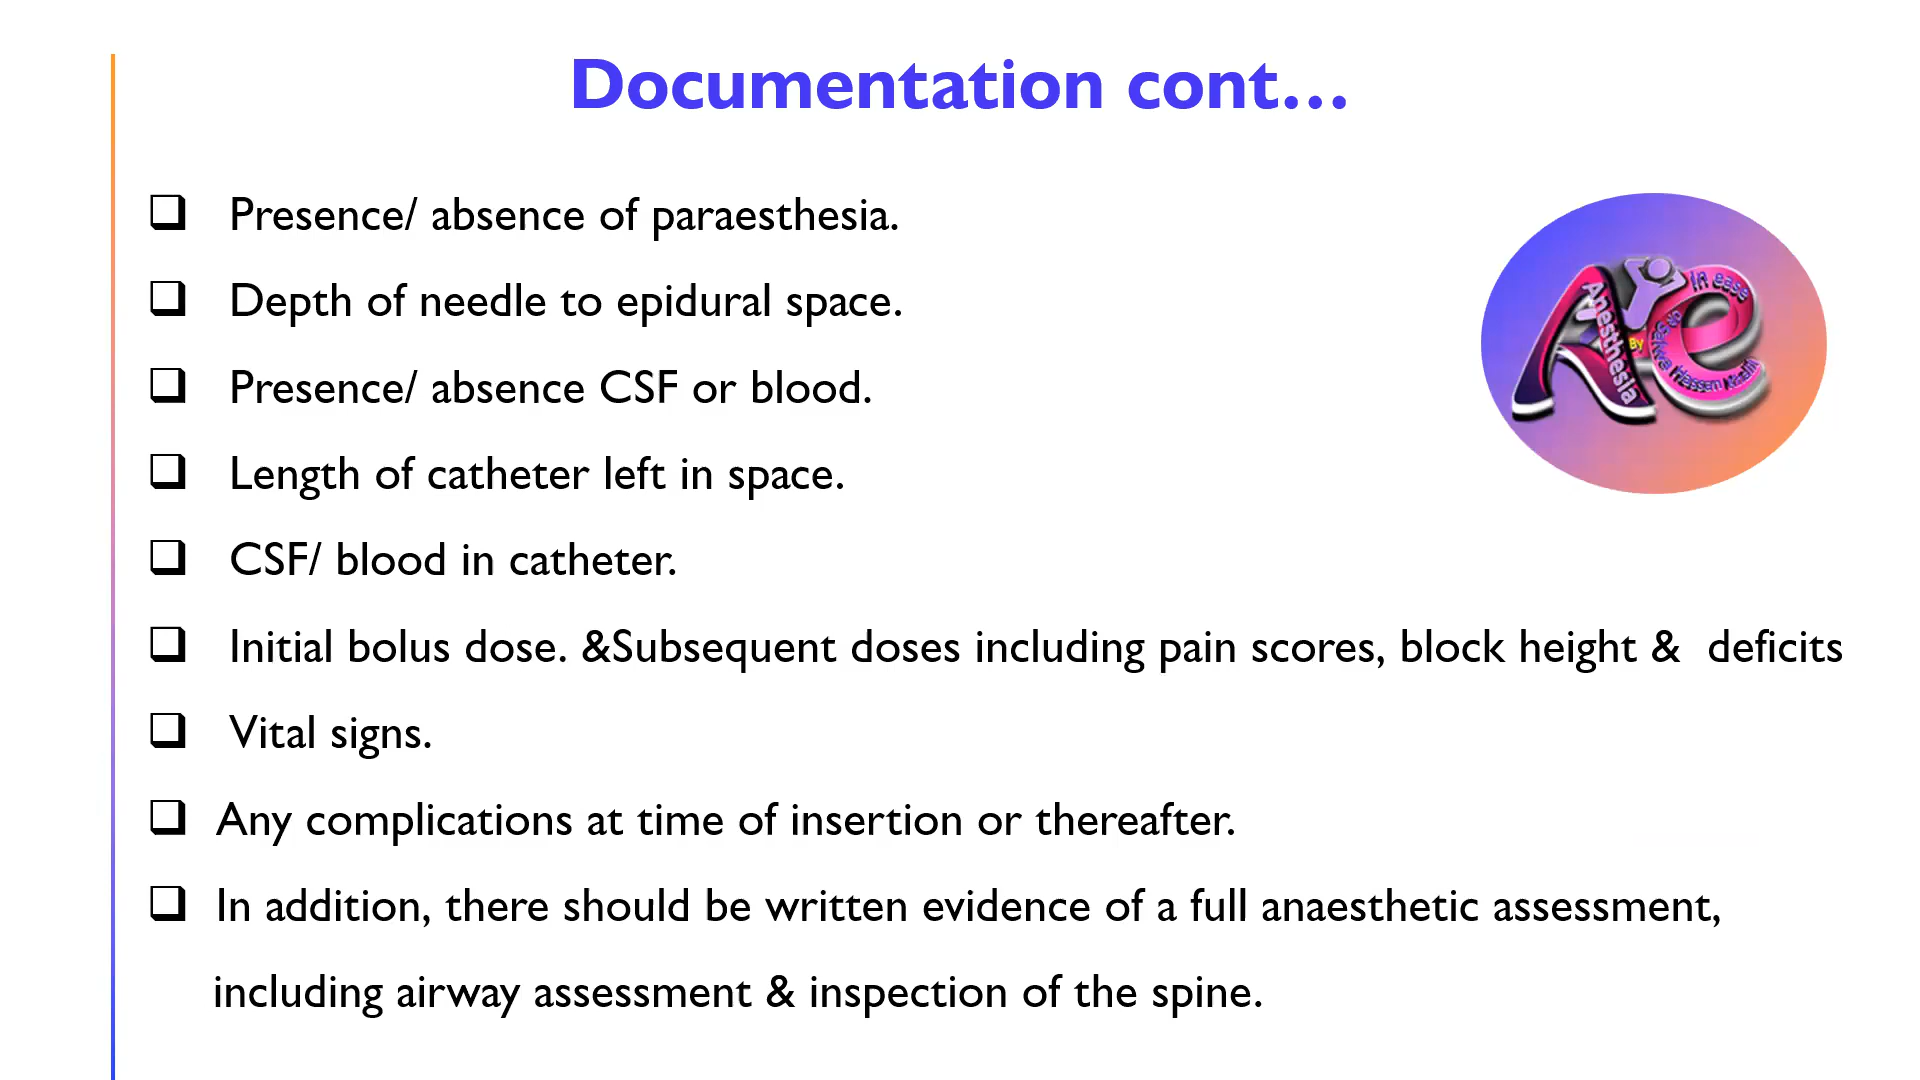 Documentation cont...
❑ Presence/ absence of paraesthesia.
❑ Depth of needle to epidural space.
❑ Presence/ absence CSF or blood.
❑ Length of catheter left in space.
❑ CSF/ blood in catheter.
❑ Initial bolus dose. &Subsequent doses including pain scores, block height & deficits
❑ Vital signs.
❑ Any complications at time of insertion or thereafter.
❑ In addition, there should be written evidence of a full anaesthetic assessment,
including airway assessment & inspection of the spine.
Anesthesia
In ease
By